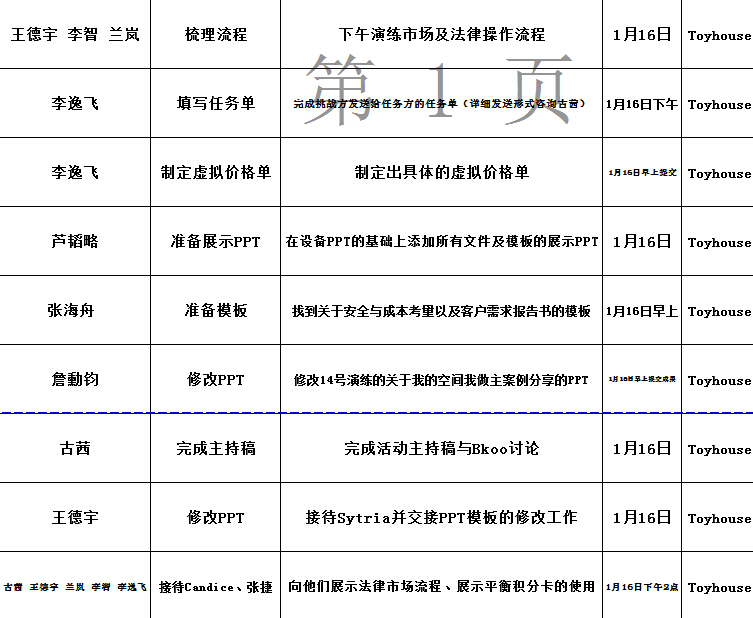 王德宇 李智 兰岚 梳理流程 下午演练市场及法律操作流程 1月16日 Toyhouse
第 1 页
李逸飞 填写任务单 完成挑战方发送给任务方的任务单（详细发送形式咨询古茜） 1月16日下午 Toyhouse
李逸飞 制定虚拟价格单 制定出具体的虚拟价格单 1月16日早上提交 Toyhouse
芦韬略 准备展示PPT 在设备PPT的基础上添加所有文件及模板的展示PPT 1月16日 Toyhouse
张海舟 准备模板 找到关于安全与成本考量以及客户需求报告书的模板 1月16日早上 Toyhouse
詹動钧 修改PPT 修改14号演练的关于我的空间我做主案例分享的PPT 1月16日早上提交成果 Toyhouse
古茜 完成主持稿 完成活动主持稿与Bkoo讨论 1月16日 Toyhouse
王德宇 修改PPT 接待Sytria并交接PPT模板的修改工作 1月16日 Toyhouse
古茜 王德宇 兰岚 李智 李逸飞 接待Candice、张捷 向他们展示法律市场流程、展示平衡积分卡的使用 1月16日下午2点 Toyhouse